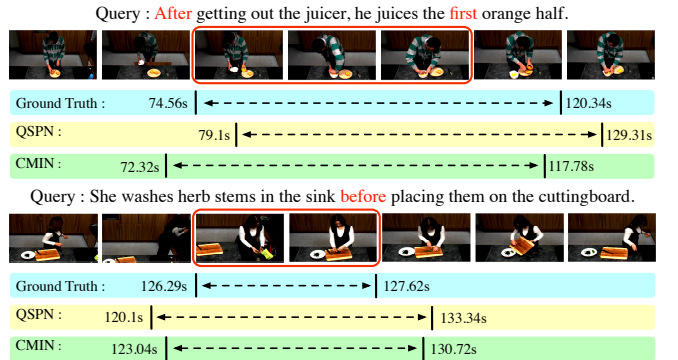 Query : After getting out the juicer, he juices the first orange half.
Ground Truth : 74.56s 120.34s
QSPN : 79.1s 129.31s
CMIN : 72.32s 117.78s
Query : She washes herb stems in the sink before placing them on the cuttingboard.
Ground Truth : 126.29s 127.62s
QSPN : 120.1s 133.34s
CMIN : 123.04s 130.72s